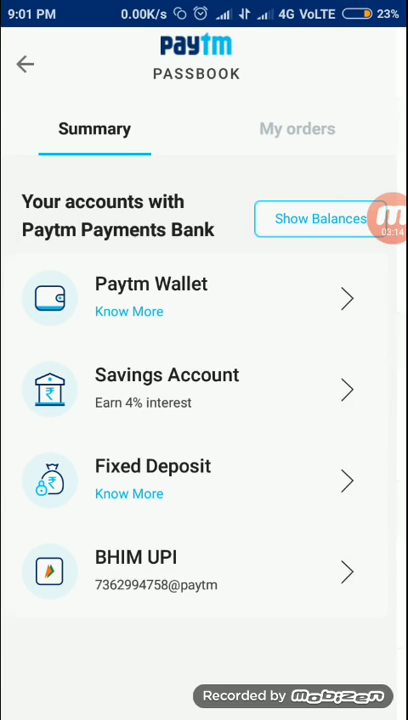 9:01 PM 0.00K/s 4G VoLTE 23%
paytm
PASSBOOK
Summary My orders
Your accounts with
Paytm Payments Bank
Show Balances
03:14
Paytm Wallet
Know More
Savings Account
Earn 4% interest
Fixed Deposit
Know More
BHIM UPI
7362994758@paytm
Recorded by mobizen